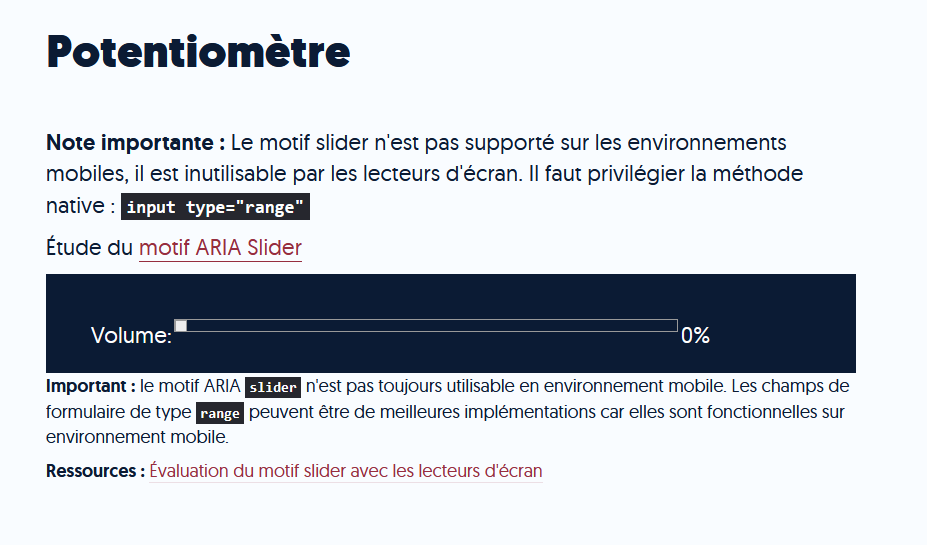 Potentiomètre
Note importante : Le motif slider n'est pas supporté sur les environnements
mobiles, il est inutilisable par les lecteurs d'écran. Il faut privilégier la méthode
native : input type="range"
Étude du motif ARIA Slider
Volume: 0%
Important : le motif ARIA slider n'est pas toujours utilisable en environnement mobile. Les champs de
formulaire de type range peuvent être de meilleures implémentations car elles sont fonctionnelles sur
environnement mobile.
Ressources : Évaluation du motif slider avec les lecteurs d'écran